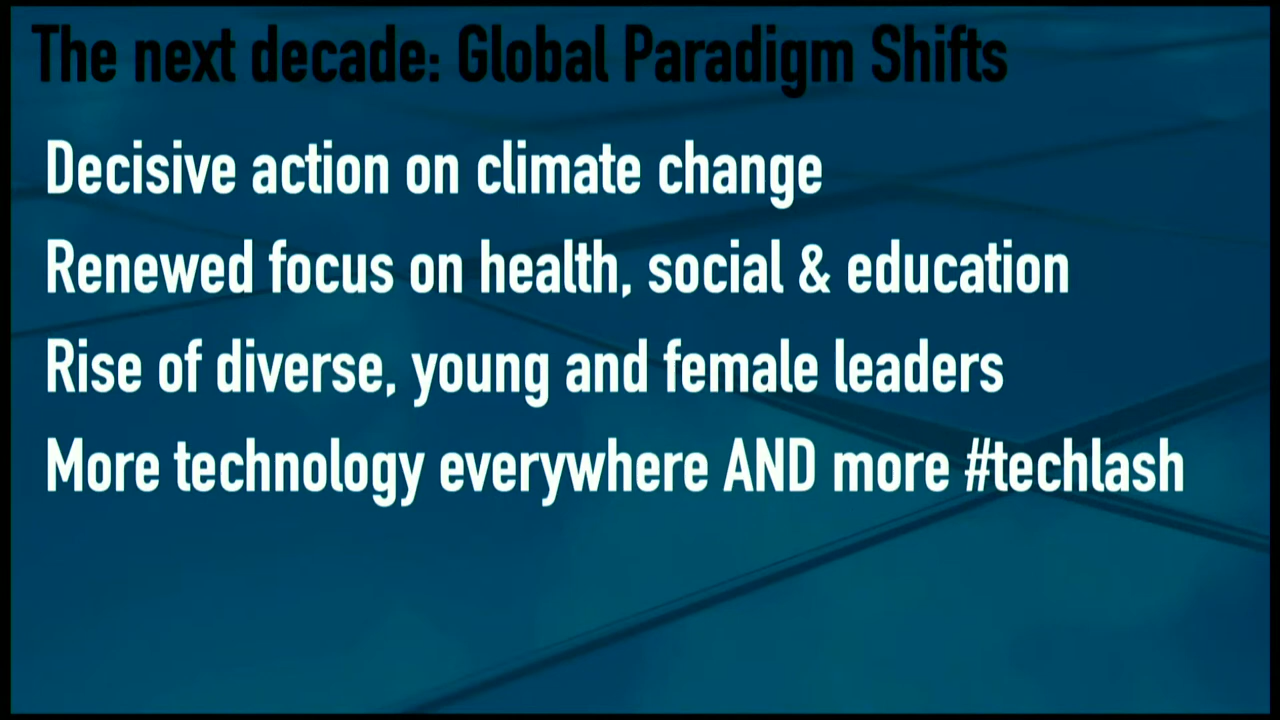 The next decade: Global Paradigm Shifts
Decisive action on climate change
Renewed focus on health, social & education
Rise of diverse, young and female leaders
More technology everywhere AND more #techlash